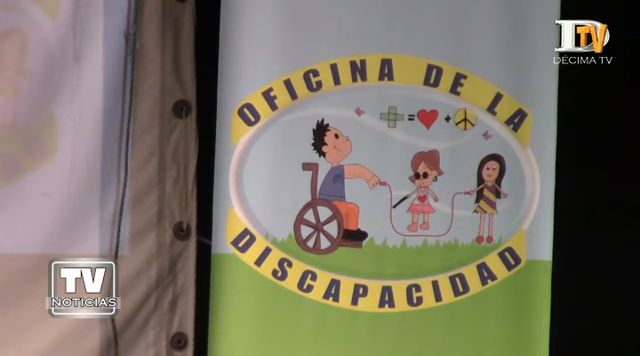 DTV
DÉCIMA TV
OFICINA DE LA
+ = +
DISCAPACIDAD
TV
NOTICIAS